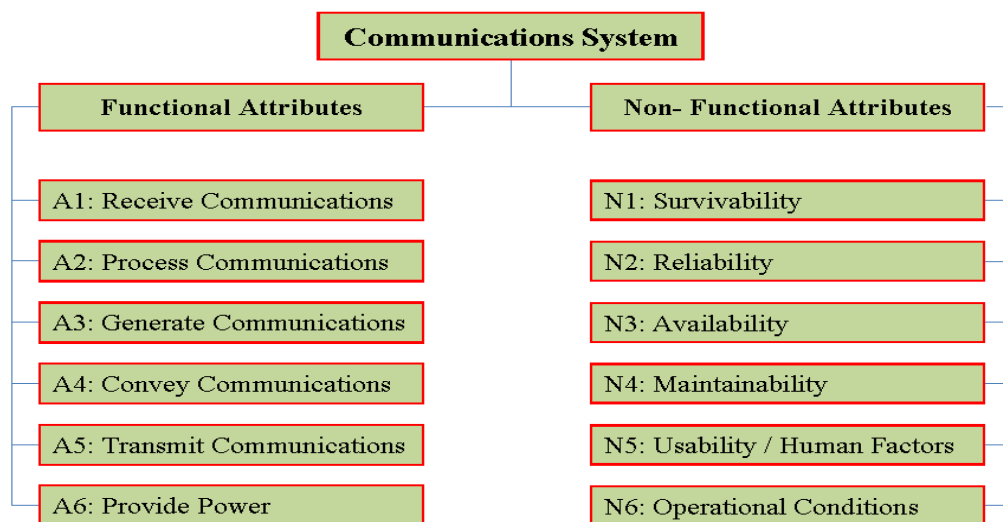 Communications System
Functional Attributes
A1: Receive Communications
A2: Process Communications
A3: Generate Communications
A4: Convey Communications
A5: Transmit Communications
A6: Provide Power
Non- Functional Attributes
N1: Survivability
N2: Reliability
N3: Availability
N4: Maintainability
N5: Usability / Human Factors
N6: Operational Conditions